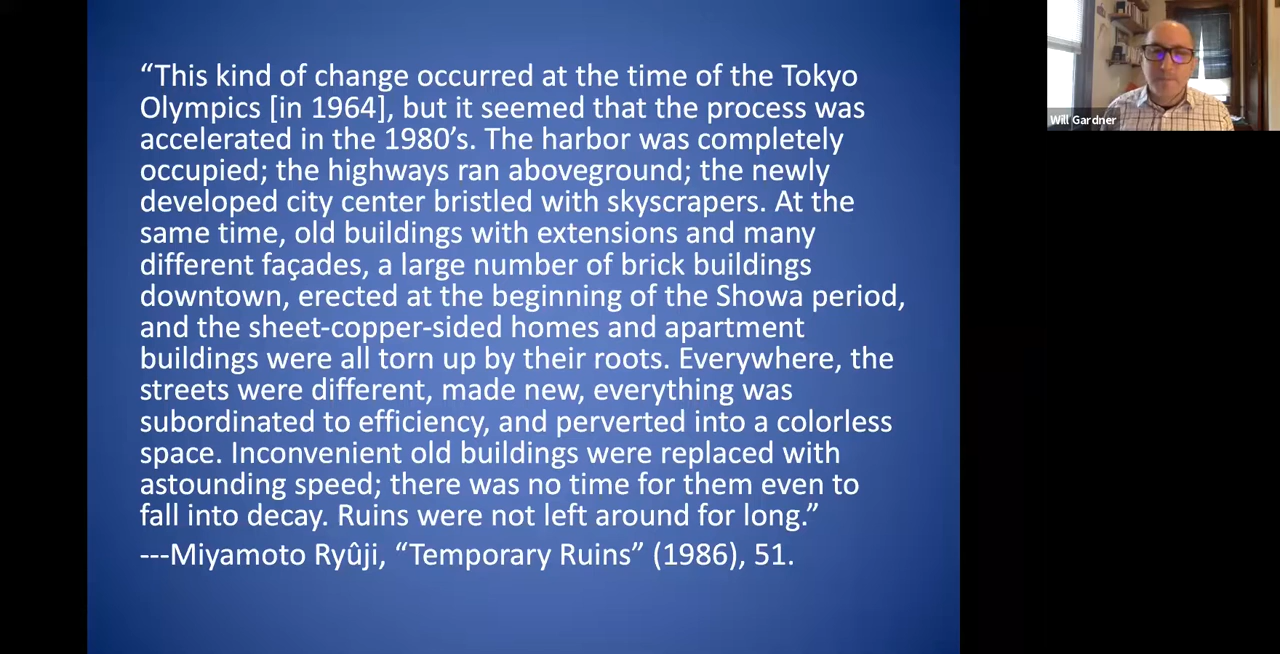 “This kind of change occurred at the time of the Tokyo
Olympics [in 1964], but it seemed that the process was
accelerated in the 1980’s. The harbor was completely
occupied; the highways ran aboveground; the newly
developed city center bristled with skyscrapers. At the
same time, old buildings with extensions and many
different façades, a large number of brick buildings
downtown, erected at the beginning of the Showa period,
and the sheet-copper-sided homes and apartment
buildings were all torn up by their roots. Everywhere, the
streets were different, made new, everything was
subordinated to efficiency, and perverted into a colorless
space. Inconvenient old buildings were replaced with
astounding speed; there was no time for them even to
fall into decay. Ruins were not left around for long.”
---Miyamoto Ryûji, “Temporary Ruins” (1986), 51.
Will Gardner